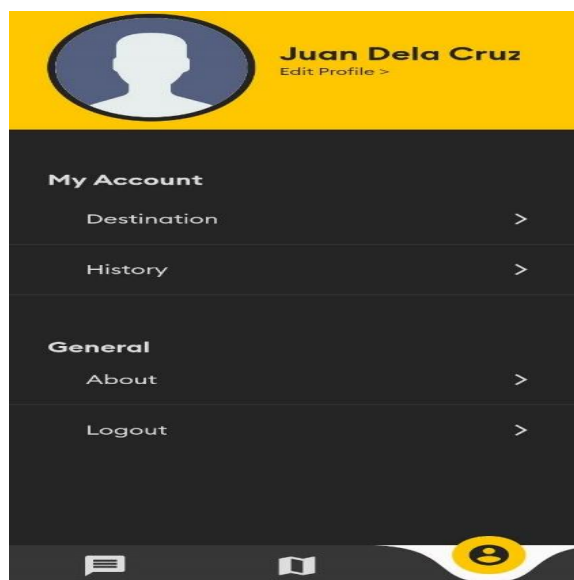 Juan Dela Cruz
Edit Profile >
My Account
Destination >
History >
General
About >
Logout >